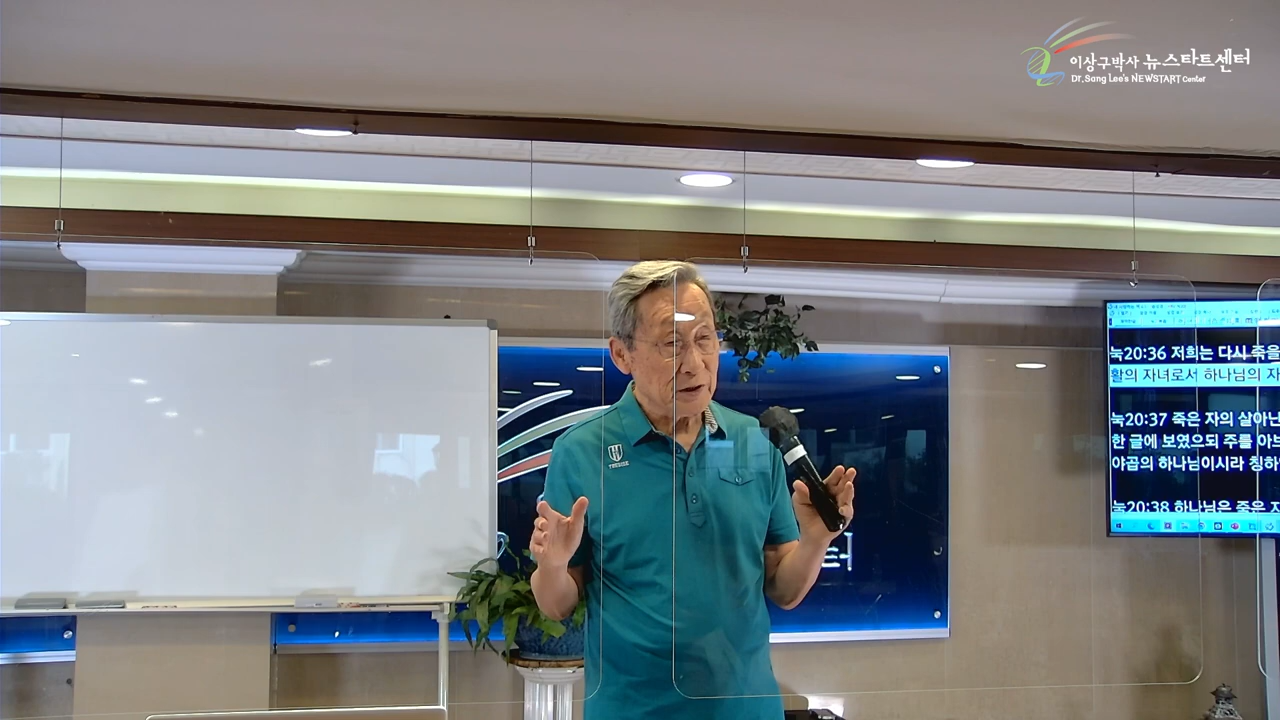 이상구박사 뉴스타트센터
Dr.Sang Lee's NEWSTART Center
눅20:36 저희는 다시 죽을
활의 자녀로서 하나님의 자
눅20:37 죽은 자의 살아난
한 글에 보였으되 주를 아브
야곱의 하나님이시라 칭하
눅20:38 하나님은 죽은 자
터